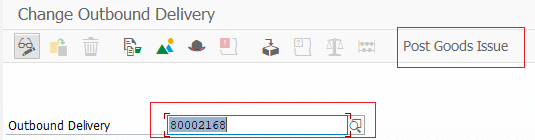 Change Outbound Delivery
Post Goods Issue
Outbound Delivery 80002168